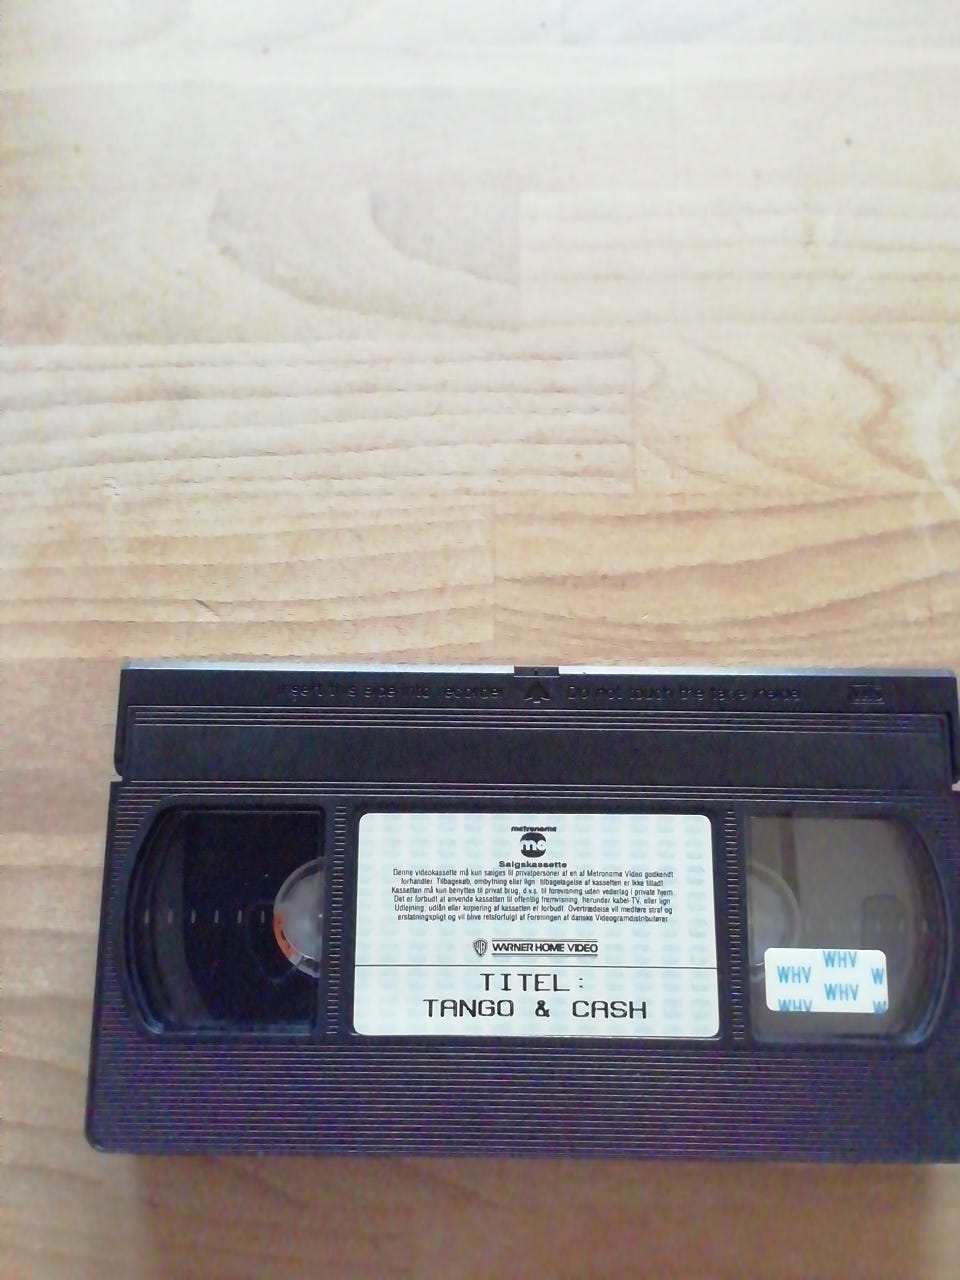 Insert this side into recorder Do not touch the tape inside VHS
metronome
mc
Salgskassette
Denne videokassette må kun sælges til privatpersoner af en af Metronome Video godkendt
forhandler. Tilbagekøb, ombytning eller lign. tilbagetagelse af kassetten er ikke tilladt.
Kassetten må kun benyttes til privat brug, d.v.s. til forevisning uden vederlag i private hjem.
Det er forbudt at anvende kassetten til offentlig fremvisning, herunder kabel-TV, eller lign.
Udlejning, udlån eller kopiering af kassetten er forbudt. Overtrædelse vil medføre straf og
erstatningspligt og vil blive retsforfulgt af Foreningen af danske Videogramdistributører.
WB WARNER HOME VIDEO
TITEL:
TANGO & CASH
WHV
WHV W
WHV
WHV W